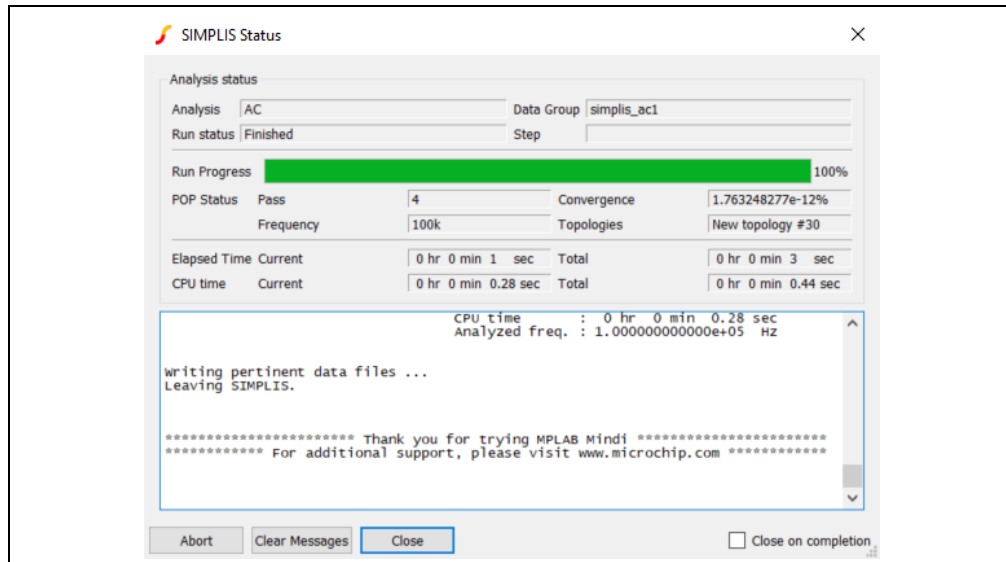 SIMPLIS Status
Analysis status
Analysis AC Data Group simplis_ac1
Run status Finished Step
Run Progress 100%
POP Status Pass 4 Convergence 1.763248277e-12%
Frequency 100k Topologies New topology #30
Elapsed Time Current 0 hr 0 min 1 sec Total 0 hr 0 min 3 sec
CPU time Current 0 hr 0 min 0.28 sec Total 0 hr 0 min 0.44 sec
CPU time : 0 hr 0 min 0.28 sec
Analyzed freq. : 1.000000000000e+05 Hz
Writing pertinent data files ...
Leaving SIMPLIS.
*********************** Thank you for trying MPLAB Mindi ***********************
************ For additional support, please visit www.microchip.com ************
Abort Clear Messages Close Close on completion